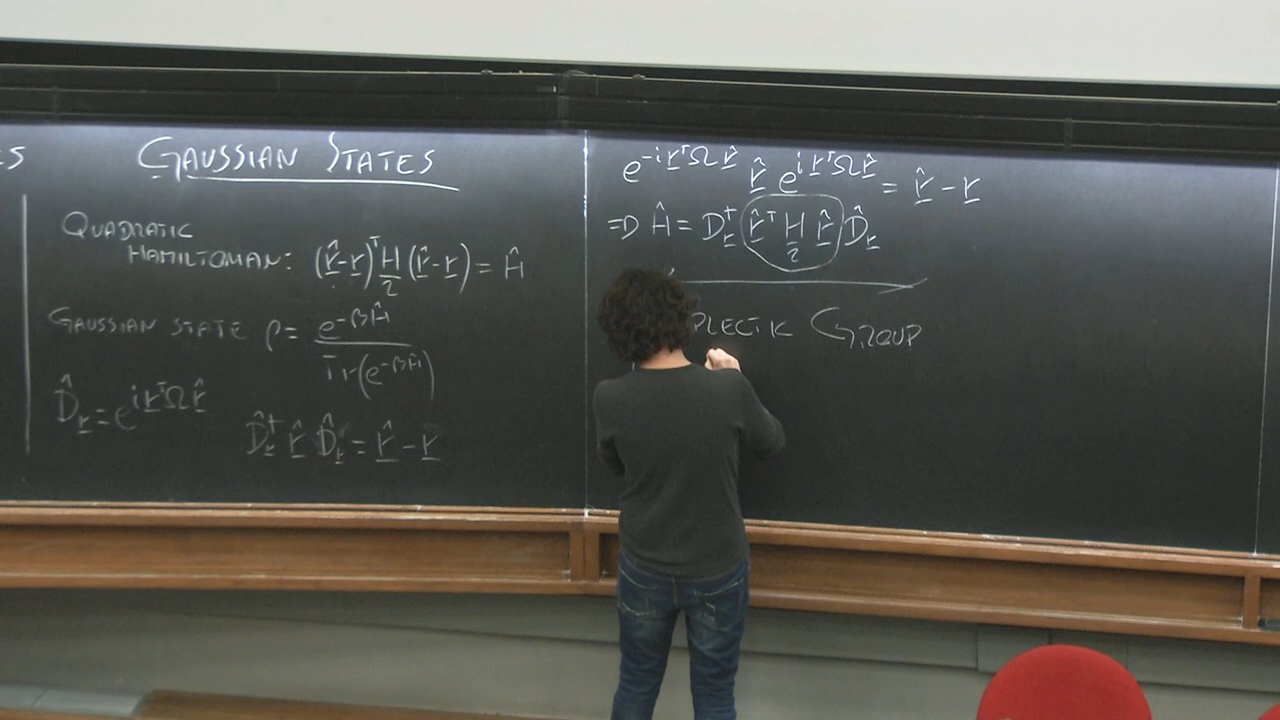 GAUSSIAN STATES
QUADRATIC
HAMILTONIAN: (r̂-r)ᵀ H/2 (r̂-r) = Ĥ
GAUSSIAN STATE ρ = e^{-βĤ} / Tr(e^{-βĤ})
D̂_r = e^{i rᵀΩ r̂}
D̂_r† r̂ D̂_r = r̂ - r
e^{-i rᵀΩ r̂} r̂ e^{i rᵀΩ r̂} = r̂ - r
⇒ Ĥ = D_r† r̂ᵀ H/2 r̂ D̂_r
PLECTIC GROUP